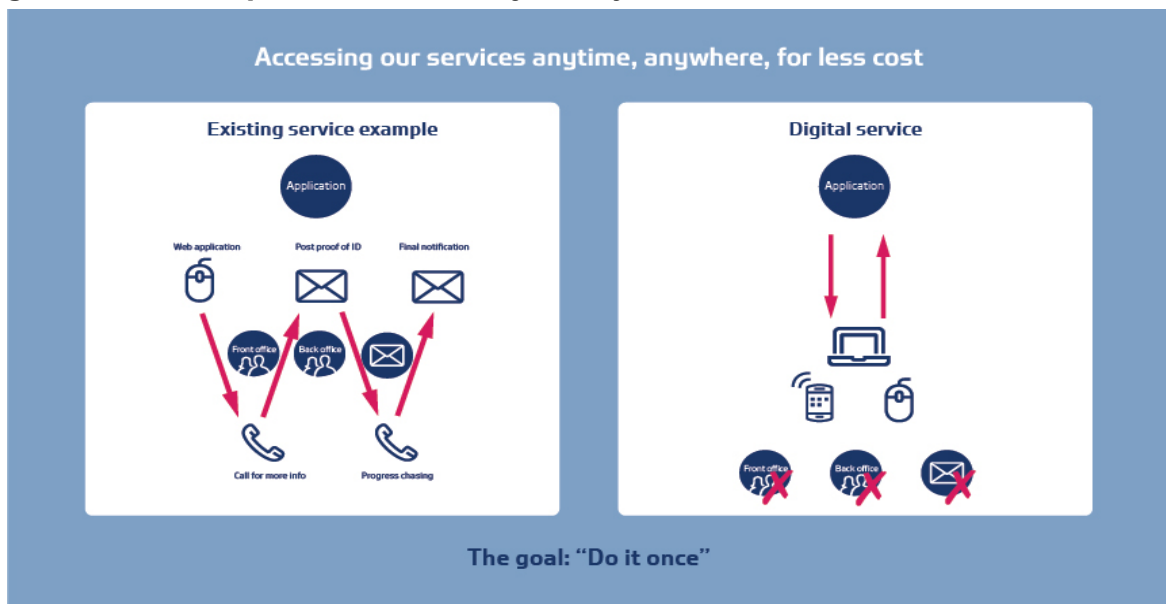 Accessing our services anytime, anywhere, for less cost
Existing service example
Application
Web application
Post proof of ID
Final notification
Front office
Back office
Call for more info
Progress chasing
Digital service
Application
Front office
Back office
The goal: “Do it once”